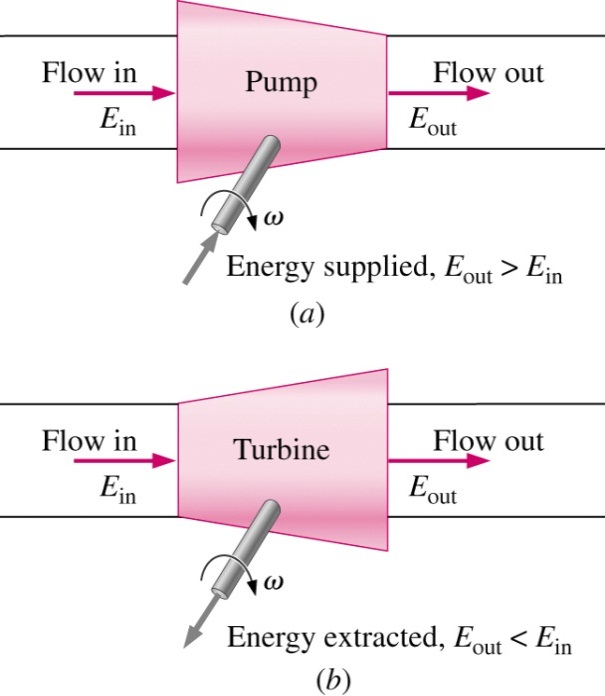 Flow in
Pump
Flow out
E_in
E_out
ω
Energy supplied, E_out > E_in
(a)
Flow in
Turbine
Flow out
E_in
E_out
ω
Energy extracted, E_out < E_in
(b)